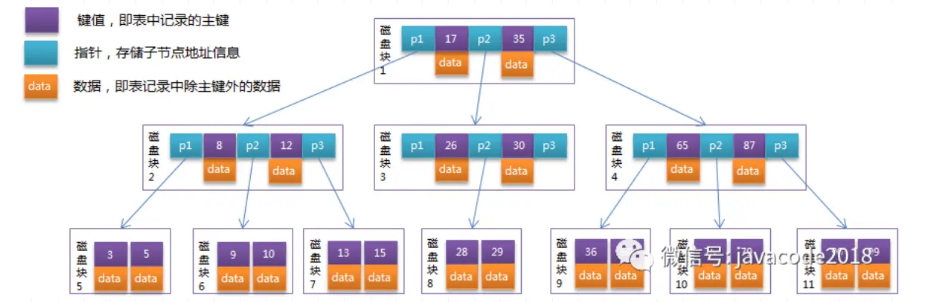 键值，即表中记录的主键
指针，存储子节点地址信息
data 数据，即表记录中除主键外的数据
磁盘块1 p1 17 p2 35 p3
data data
磁盘块2 p1 8 p2 12 p3
data data
磁盘块3 p1 26 p2 30 p3
data data
磁盘块4 p1 65 p2 87 p3
data data
磁盘块5 3 5
data data
磁盘块6 9 10
data data
磁盘块7 13 15
data data
磁盘块8 28 29
data data
磁盘块9 36
data data
磁盘块10 79
data data
磁盘块11 99
data data
微信号: javacode2018